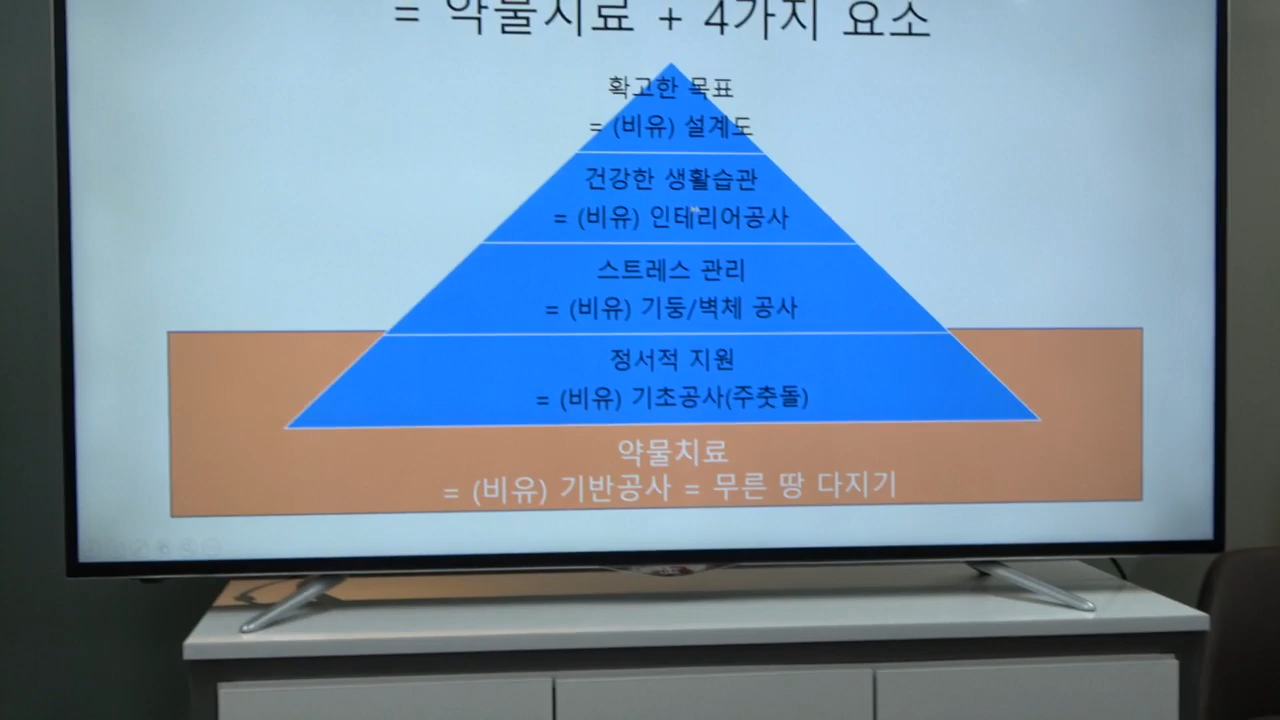 = 약물치료 + 4가지 요소
확고한 목표
= (비유) 설계도
건강한 생활습관
= (비유) 인테리어공사
스트레스 관리
= (비유) 기둥/벽체 공사
정서적 지원
= (비유) 기초공사(주춧돌)
약물치료
= (비유) 기반공사 = 무른 땅 다지기